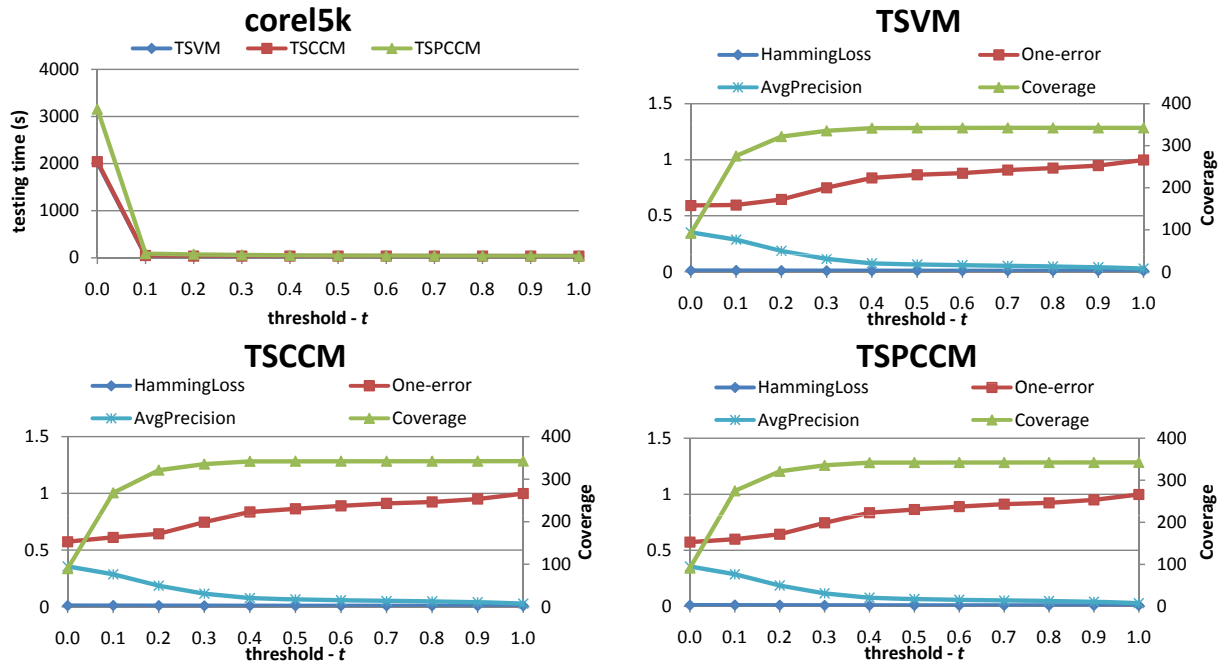 corel5k
TSVM TSCCM TSPCCM
4000
3000
2000
1000
0
testing time (s)
0.0 0.1 0.2 0.3 0.4 0.5 0.6 0.7 0.8 0.9 1.0
threshold - t
TSVM
HammingLoss One-error
AvgPrecision Coverage
1.5 400
300
1
200
0.5
100
0 0
Coverage
0.0 0.1 0.2 0.3 0.4 0.5 0.6 0.7 0.8 0.9 1.0
threshold - t
TSCCM
HammingLoss One-error
AvgPrecision Coverage
1.5 400
300
1
200
0.5
100
0 0
Coverage
0.0 0.1 0.2 0.3 0.4 0.5 0.6 0.7 0.8 0.9 1.0
threshold - t
TSPCCM
HammingLoss One-error
AvgPrecision Coverage
1.5 400
300
1
200
0.5
100
0 0
Coverage
0.0 0.1 0.2 0.3 0.4 0.5 0.6 0.7 0.8 0.9 1.0
threshold - t